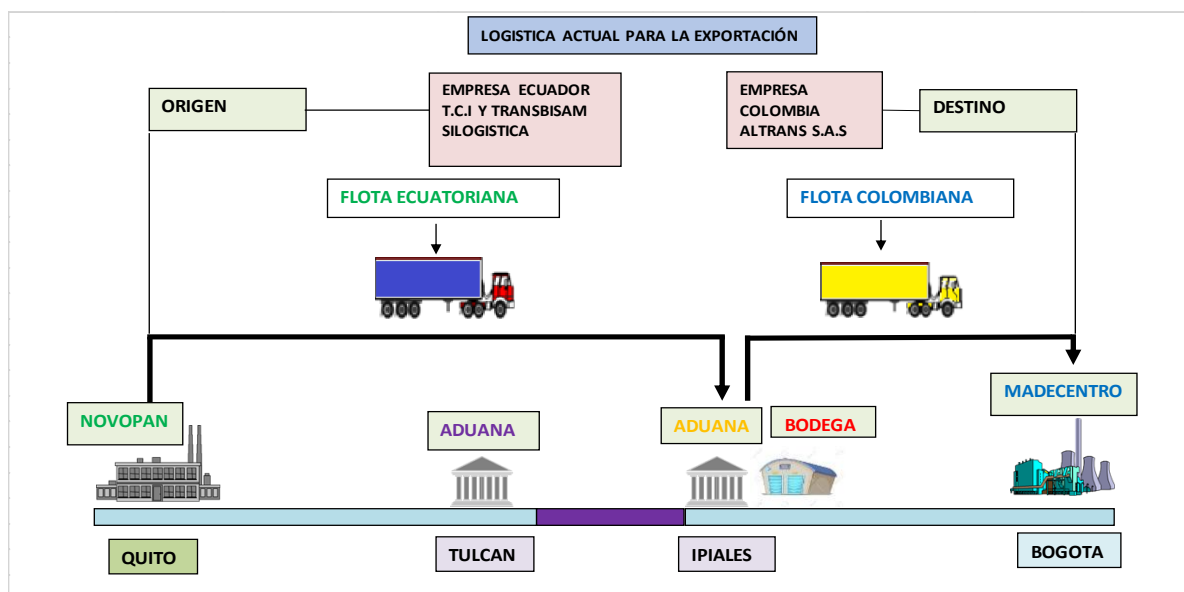 LOGISTICA ACTUAL PARA LA EXPORTACIÓN
ORIGEN
EMPRESA ECUADOR
T.C.I Y TRANSBISAM
SILOGISTICA
EMPRESA
COLOMBIA
ALTRANS S.A.S
DESTINO
FLOTA ECUATORIANA
FLOTA COLOMBIANA
NOVOPAN
ADUANA
ADUANA
BODEGA
MADECENTRO
QUITO
TULCAN
IPIALES
BOGOTA